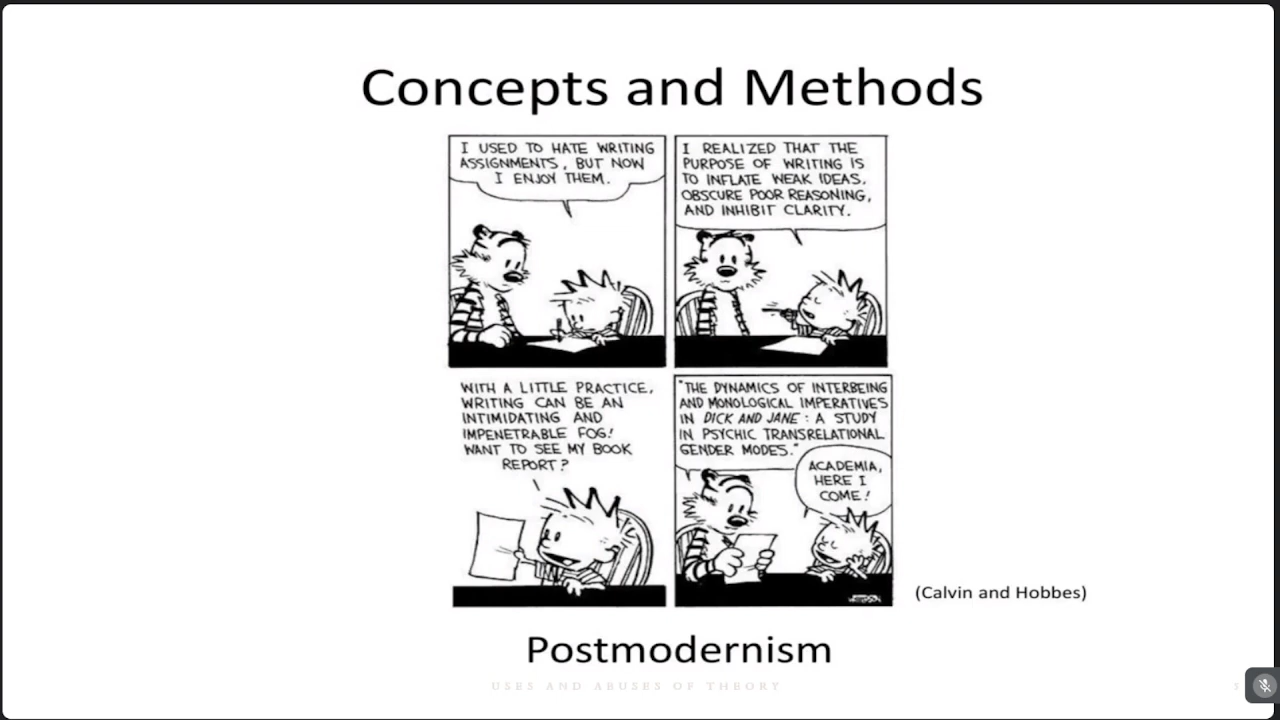 Concepts and Methods
I USED TO HATE WRITING
ASSIGNMENTS, BUT NOW
I ENJOY THEM.
I REALIZED THAT THE
PURPOSE OF WRITING IS
TO INFLATE WEAK IDEAS,
OBSCURE POOR REASONING,
AND INHIBIT CLARITY.
WITH A LITTLE PRACTICE,
WRITING CAN BE AN
INTIMIDATING AND
IMPENETRABLE FOG!
WANT TO SEE MY BOOK
REPORT?
"THE DYNAMICS OF INTERBEING
AND MONOLOGICAL IMPERATIVES
IN DICK AND JANE : A STUDY
IN PSYCHIC TRANSRELATIONAL
GENDER MODES."
ACADEMIA,
HERE I
COME!
(Calvin and Hobbes)
Postmodernism
USES AND ABUSES OF THEORY